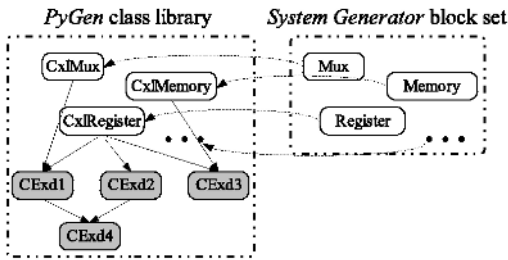 PyGen class library System Generator block set
CxlMux Mux
CxlMemory Memory
CxlRegister Register
• • • • • •
CExd1 CExd2 CExd3
CExd4